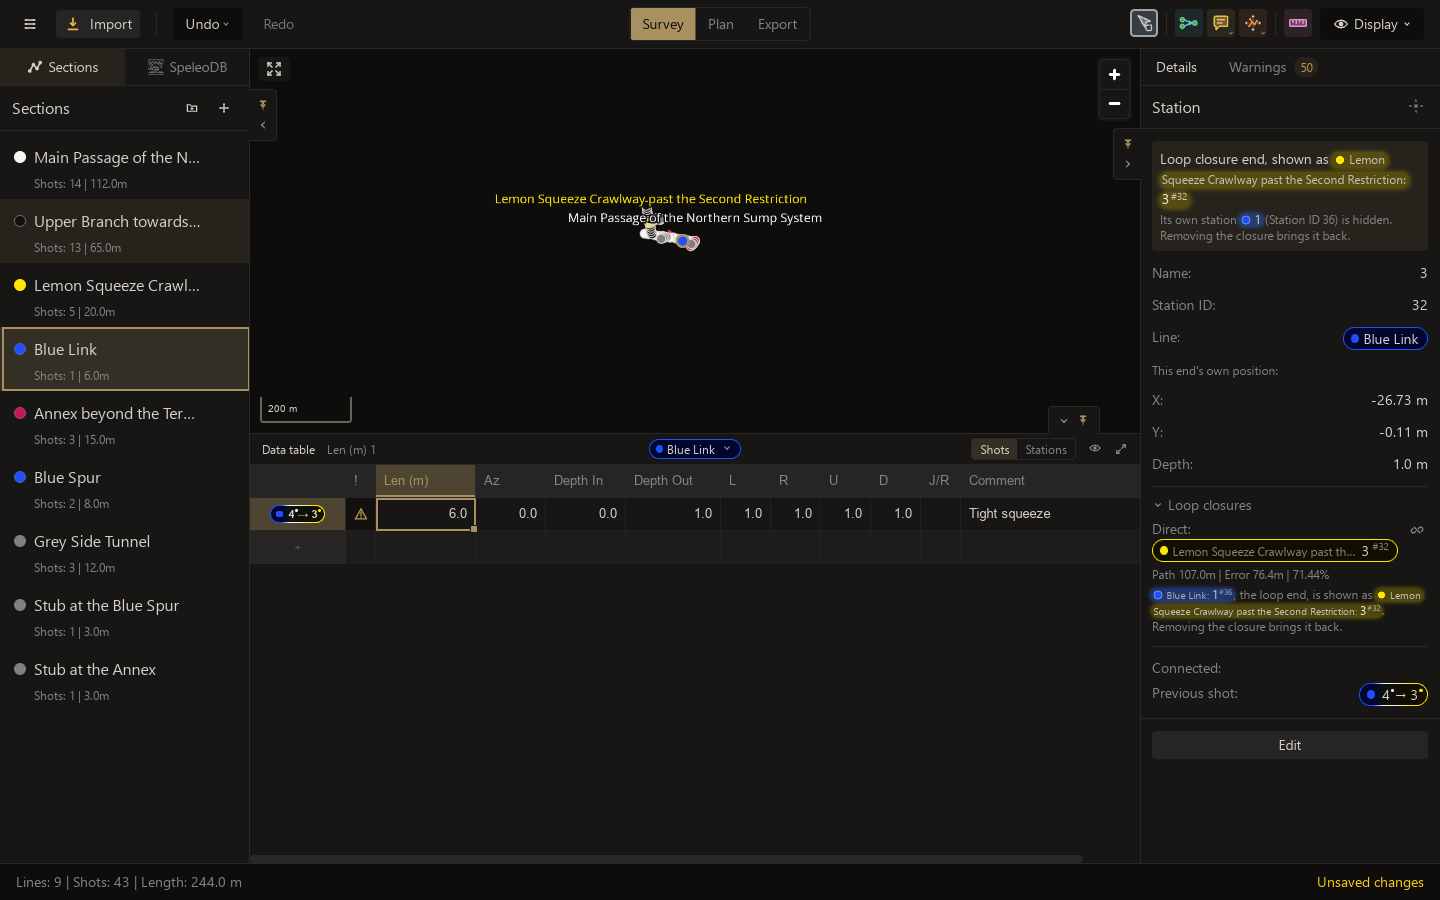 Import
Undo
Redo
Survey
Plan
Export
Display
Sections
SpeleoDB
Sections
Main Passage of the N...
Shots: 14 | 112.0m
Upper Branch towards...
Shots: 13 | 65.0m
Lemon Squeeze Crawl...
Shots: 5 | 20.0m
Blue Link
Shots: 1 | 6.0m
Annex beyond the Ter...
Shots: 3 | 15.0m
Blue Spur
Shots: 2 | 8.0m
Grey Side Tunnel
Shots: 3 | 12.0m
Stub at the Blue Spur
Shots: 1 | 3.0m
Stub at the Annex
Shots: 1 | 3.0m
Lemon Squeeze Crawlway past the Second Restriction
Main Passage of the Northern Sump System
200 m
Data table Len (m) 1
Blue Link
Shots Stations
! Len (m) Az Depth In Depth Out L R U D J/R Comment
4 → 3 6.0 0.0 0.0 1.0 1.0 1.0 1.0 1.0 Tight squeeze
+
Details
Warnings 50
Station
Loop closure end, shown as Lemon
Squeeze Crawlway past the Second Restriction:
3 #32
Its own station 1 (Station ID 36) is hidden.
Removing the closure brings it back.
Name: 3
Station ID: 32
Line: Blue Link
This end's own position:
X: -26.73 m
Y: -0.11 m
Depth: 1.0 m
Loop closures
Direct:
Lemon Squeeze Crawlway past th... 3 #32
Path 107.0m | Error 76.4m | 71.44%
Blue Link: 1 #36, the loop end, is shown as Lemon
Squeeze Crawlway past the Second Restriction: 3 #32.
Removing the closure brings it back.
Connected:
Previous shot: 4 → 3
Edit
Lines: 9 | Shots: 43 | Length: 244.0 m
Unsaved changes